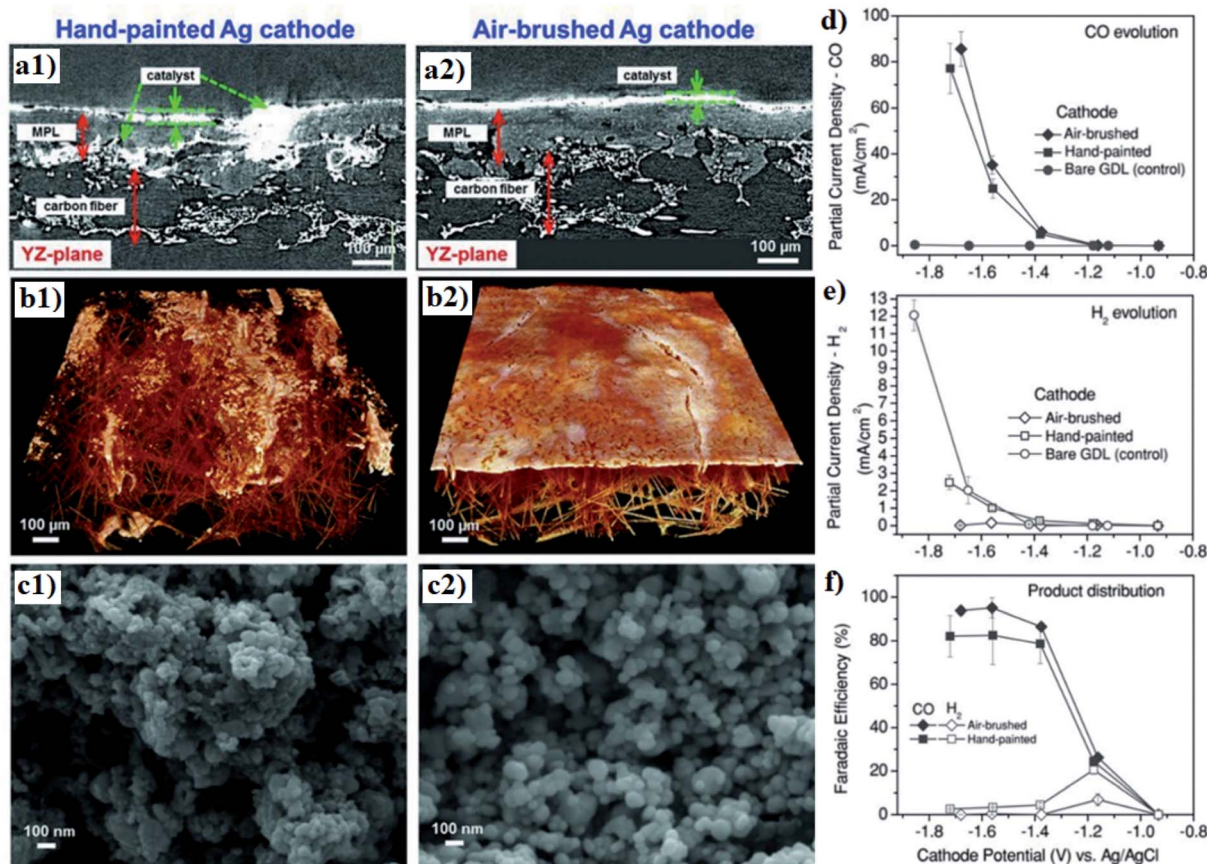 Hand-painted Ag cathode
Air-brushed Ag cathode
a1)
catalyst
MPL
carbon fiber
YZ-plane
100 µm
a2)
catalyst
MPL
carbon fiber
YZ-plane
100 µm
b1)
100 µm
b2)
100 µm
c1)
100 nm
c2)
100 nm
d)
CO evolution
Partial Current Density - CO
(mA/cm²)
100
80
60
40
20
0
Cathode
Air-brushed
Hand-painted
Bare GDL (control)
-1.8 -1.6 -1.4 -1.2 -1.0 -0.8
e)
H₂ evolution
Partial Current Density - H₂
(mA/cm²)
13
12
11
10
9
8
7
6
5
4
3
2
1
0
Cathode
Air-brushed
Hand-painted
Bare GDL (control)
-1.8 -1.6 -1.4 -1.2 -1.0 -0.8
f)
Product distribution
Faradaic Efficiency (%)
100
80
60
40
20
0
CO H₂
Air-brushed
Hand-painted
-1.8 -1.6 -1.4 -1.2 -1.0 -0.8
Cathode Potential (V) vs. Ag/AgCl